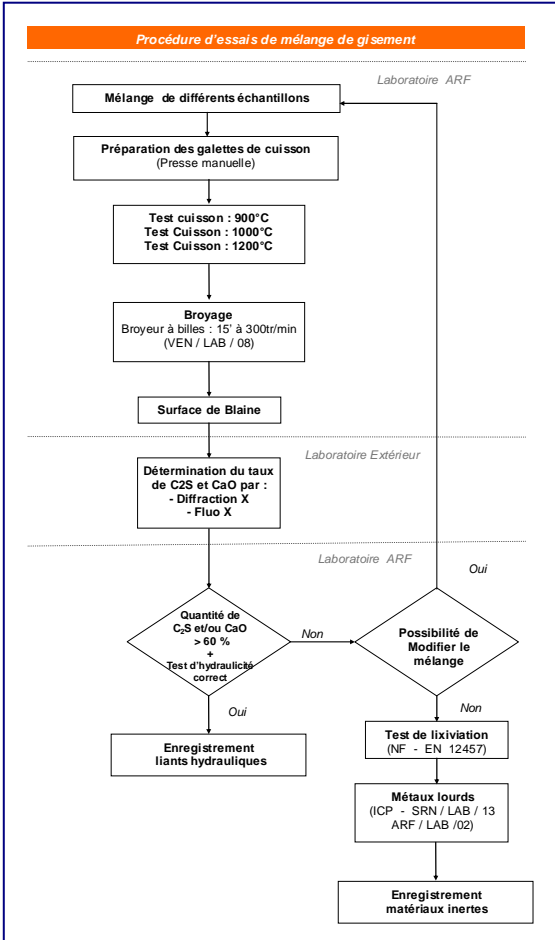 Procédure d'essais de mélange de gisement
Laboratoire ARF
Mélange de différents échantillons
Préparation des galettes de cuisson
(Presse manuelle)
Test cuisson : 900°C
Test Cuisson : 1000°C
Test Cuisson : 1200°C
Broyage
Broyeur à billes : 15' à 300tr/min
(VEN / LAB / 08)
Surface de Blaine
Laboratoire Extérieur
Détermination du taux
de C2S et CaO par :
- Diffraction X
- Fluo X
Laboratoire ARF
Oui
Quantité de
C₂S et/ou CaO
> 60 %
+
Test d'hydraulicité
correct
Non
Possibilité de
Modifier le
mélange
Oui
Non
Enregistrement
liants hydrauliques
Test de lixiviation
(NF - EN 12457)
Métaux lourds
(ICP - SRN / LAB / 13
ARF / LAB /02)
Enregistrement
matériaux inertes